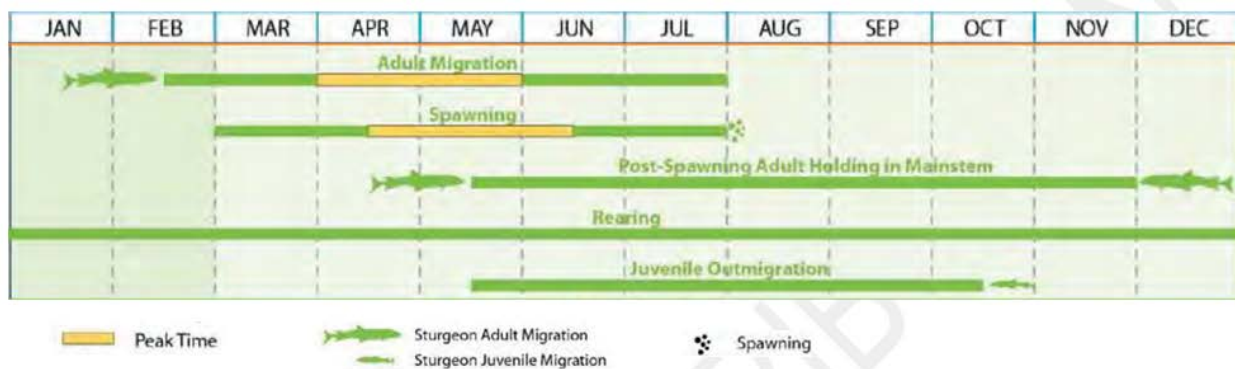 JAN FEB MAR APR MAY JUN JUL AUG SEP OCT NOV DEC
Adult Migration
Spawning
Post-Spawning Adult Holding in Mainstem
Rearing
Juvenile Outmigration
Peak Time
Sturgeon Adult Migration
Sturgeon Juvenile Migration
Spawning